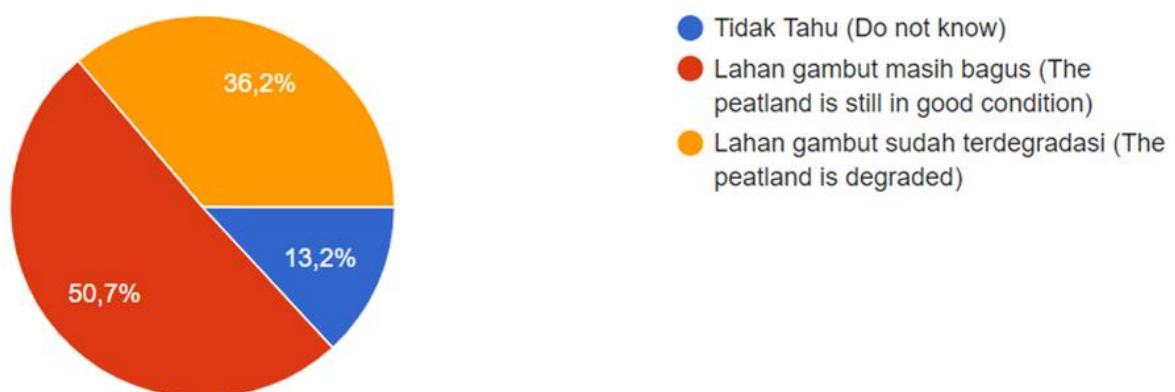 36,2%
13,2%
50,7%
Tidak Tahu (Do not know)
Lahan gambut masih bagus (The
peatland is still in good condition)
Lahan gambut sudah terdegradasi (The
peatland is degraded)